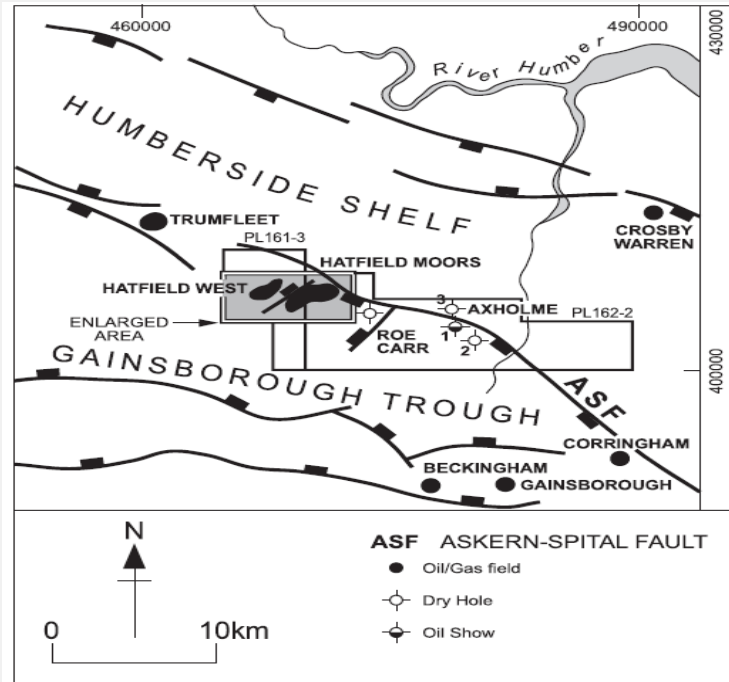 460000
490000
430000
River Humber
HUMBERSIDE SHELF
TRUMFLEET
CROSBY
WARREN
PL161-3
HATFIELD MOORS
HATFIELD WEST
3
AXHOLME
PL162-2
ENLARGED
AREA
1
ROE
CARR
2
GAINSBOROUGH TROUGH
400000
ASF
CORRINGHAM
BECKINGHAM
GAINSBOROUGH
N
ASF ASKERN-SPITAL FAULT
Oil/Gas field
Dry Hole
Oil Show
0 10km